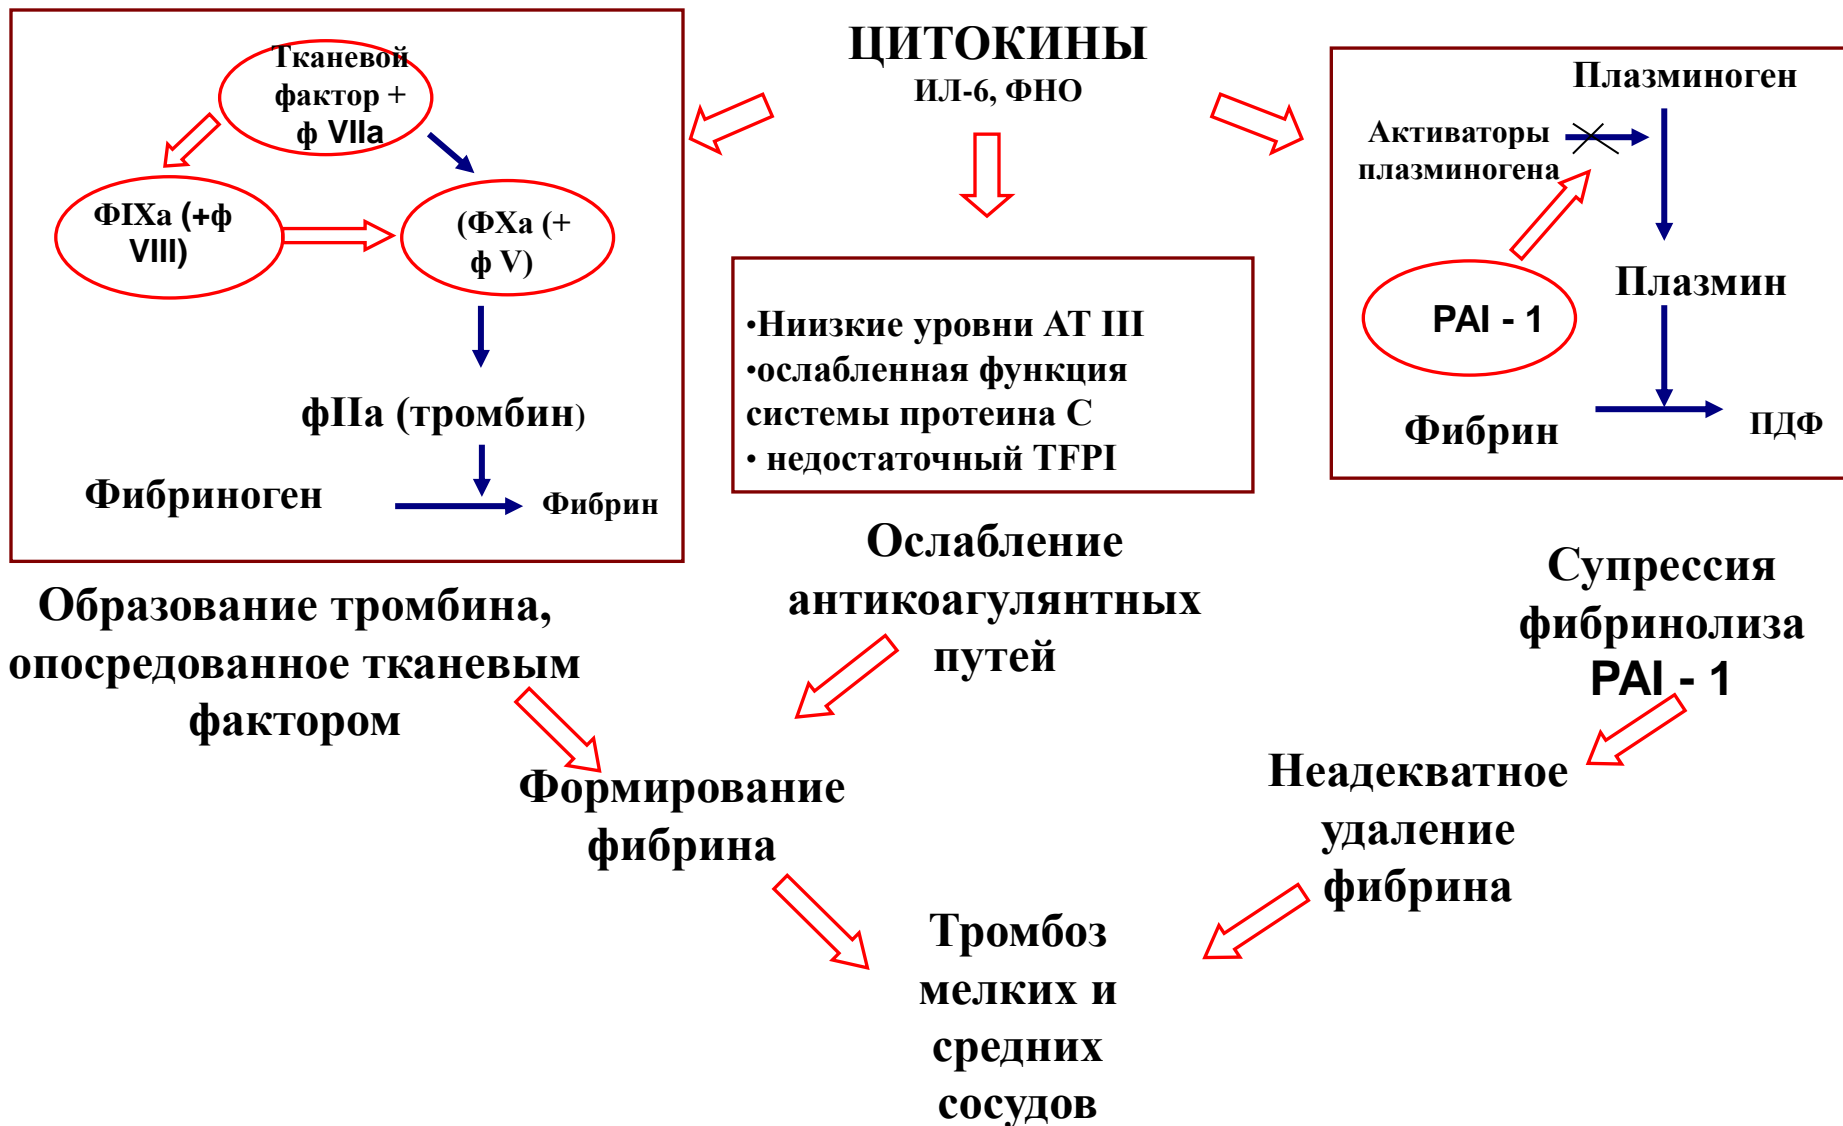 ЦИТОКИНЫ
ИЛ-6, ФНО
Тканевой
фактор +
ф VIIa
ФIXa (+ф
VIII)
(ФXa (+
ф V)
фIIa (тромбин)
Фибриноген
Фибрин
Образование тромбина,
опосредованное тканевым
фактором
•Ниизкие уровни АТ III
•ослабленная функция
системы протеина С
• недостаточный TFPI
Ослабление
антикоагулянтных
путей
Плазминоген
Активаторы
плазминогена
PAI - 1
Плазмин
Фибрин
ПДФ
Супрессия
фибринолиза
PAI - 1
Формирование
фибрина
Неадекватное
удаление
фибрина
Тромбоз
мелких и
средних
сосудов